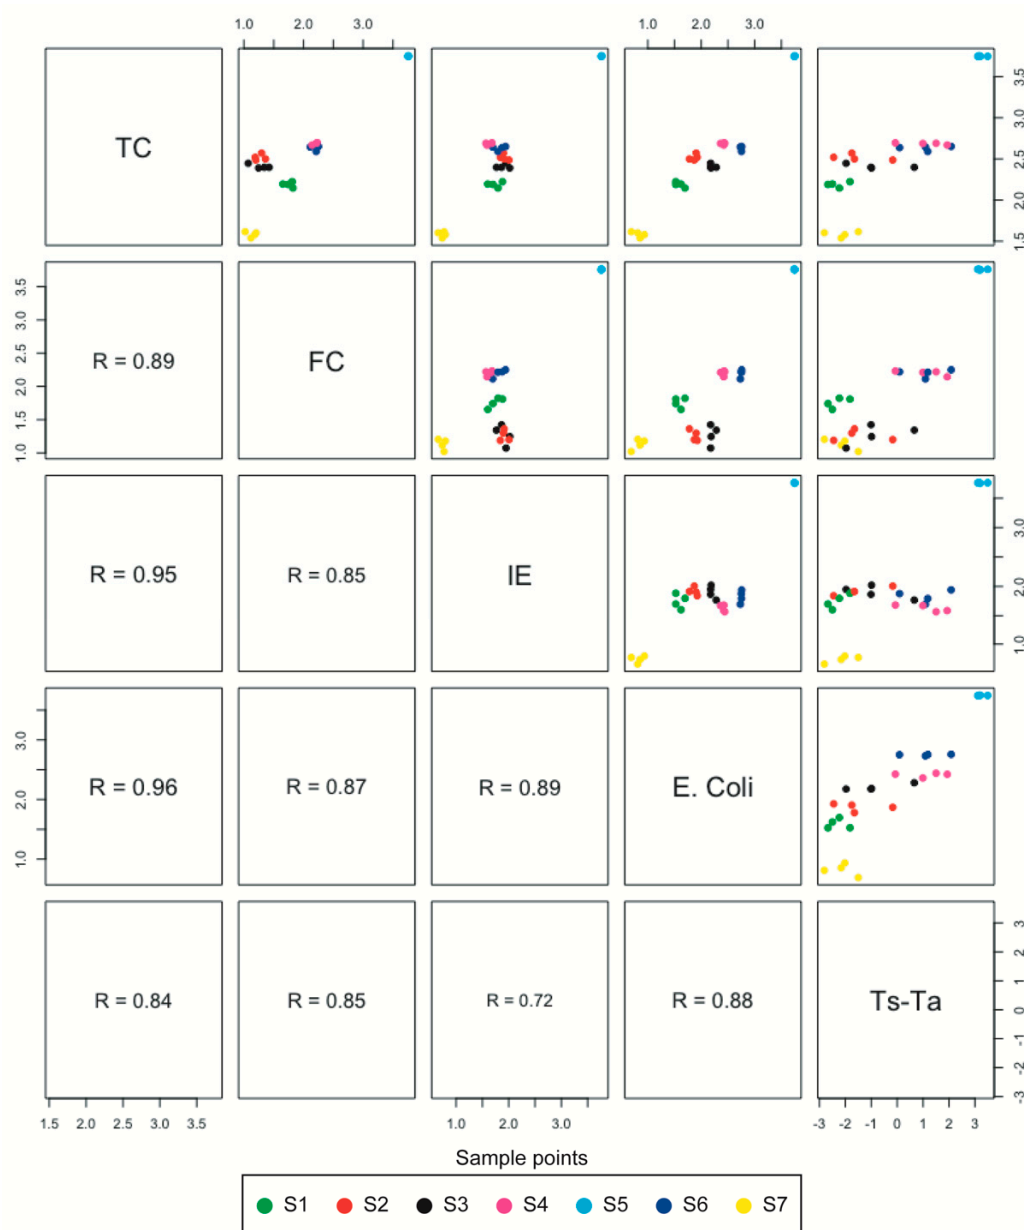 1.0 2.0 3.0 1.0 2.0 3.0
TC
1.5 2.0 2.5 3.0 3.5
1.0 1.5 2.0 2.5 3.0 3.5
R = 0.89
FC
R = 0.95
R = 0.85
IE
1.0 2.0 3.0
1.0 2.0 3.0
R = 0.96
R = 0.87
R = 0.89
E. Coli
R = 0.84
R = 0.85
R = 0.72
R = 0.88
Ts-Ta
-3 -2 -1 0 1 2 3
1.5 2.0 2.5 3.0 3.5 1.0 2.0 3.0 -3 -2 -1 0 1 2 3
Sample points
S1 S2 S3 S4 S5 S6 S7